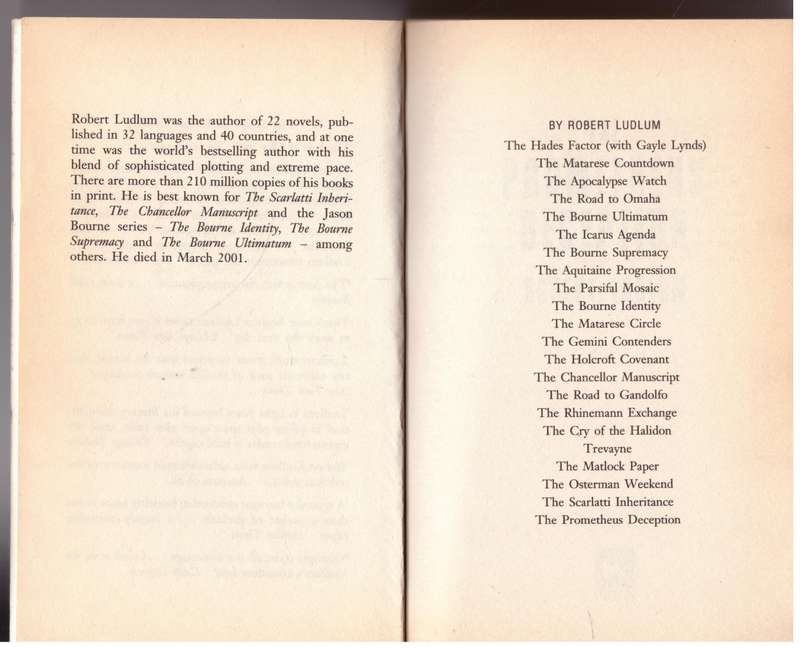 Robert Ludlum was the author of 22 novels, pub-
lished in 32 languages and 40 countries, and at one
time was the world's bestselling author with his
blend of sophisticated plotting and extreme pace.
There are more than 210 million copies of his books
in print. He is best known for The Scarlatti Inheri-
tance, The Chancellor Manuscript and the Jason
Bourne series – The Bourne Identity, The Bourne
Supremacy and The Bourne Ultimatum – among
others. He died in March 2001.
BY ROBERT LUDLUM
The Hades Factor (with Gayle Lynds)
The Matarese Countdown
The Apocalypse Watch
The Road to Omaha
The Bourne Ultimatum
The Icarus Agenda
The Bourne Supremacy
The Aquitaine Progression
The Parsifal Mosaic
The Bourne Identity
The Matarese Circle
The Gemini Contenders
The Holcroft Covenant
The Chancellor Manuscript
The Road to Gandolfo
The Rhinemann Exchange
The Cry of the Halidon
Trevayne
The Matlock Paper
The Osterman Weekend
The Scarlatti Inheritance
The Prometheus Deception